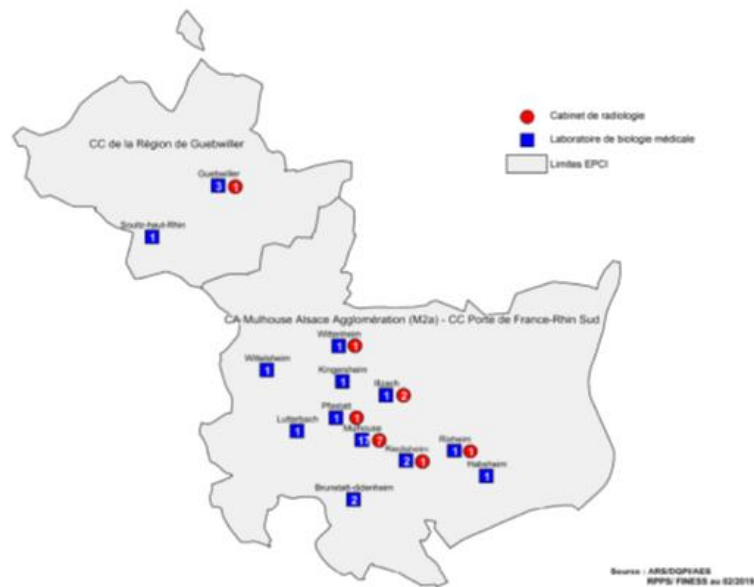 Cabinet de radiologie
Laboratoire de biologie médicale
Limites EPCI
CC de la Région de Guebwiller
Guebwiller
3 1
Soultz-haut-Rhin
1
CA Mulhouse Alsace Agglomération (M2a) - CC Porte de France-Rhin Sud
Wittenheim
1 1
Wittelsheim
1
Kingersheim
1
Illzach
1 2
Pfastatt
1 1
Lutterbach
1
Mulhouse
7
Riedisheim
2 1
Rixheim
1 1
Habsheim
1
Brunstatt-didenheim
2
Source : ARS/DQPI/AES
RPPS/ FINESS au 02/2019